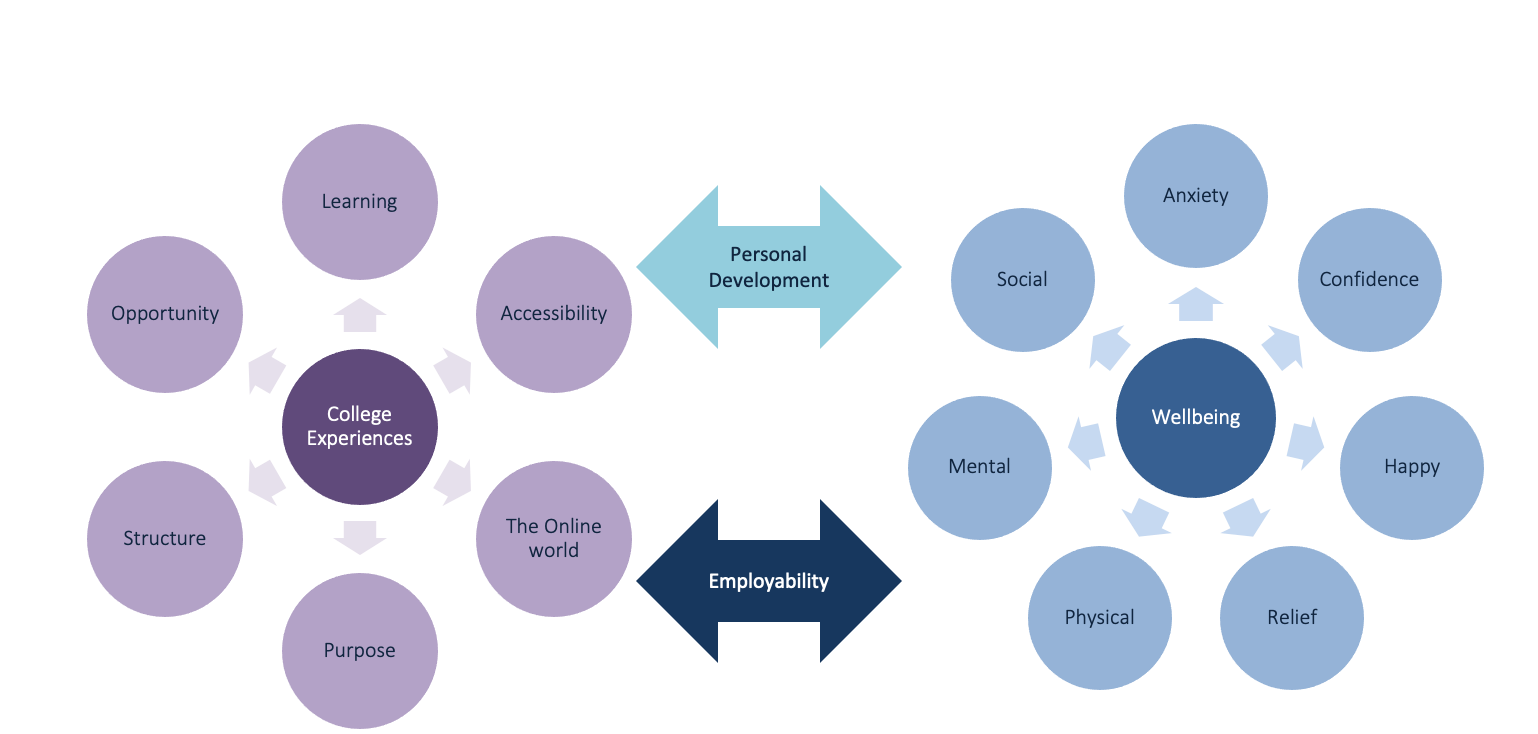 Learning
Opportunity
Accessibility
College
Experiences
Structure
The Online
world
Purpose
Personal
Development
Employability
Anxiety
Social
Confidence
Wellbeing
Mental
Happy
Physical
Relief